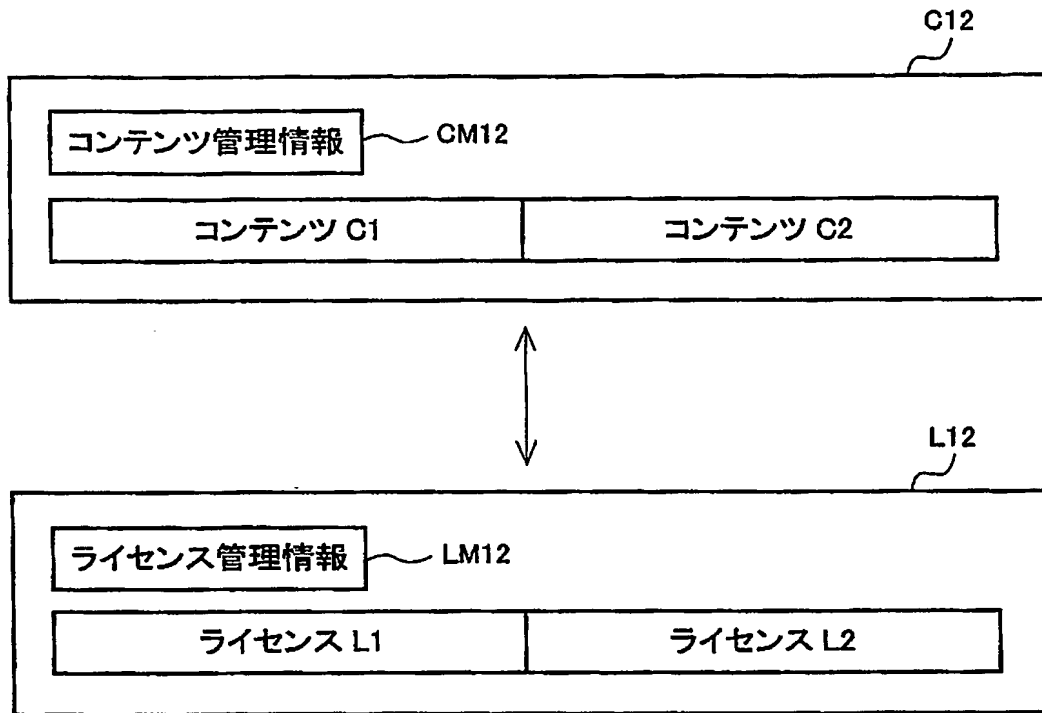 C12
コンテンツ管理情報
CM12
コンテンツ C1
コンテンツ C2
L12
ライセンス管理情報
LM12
ライセンス L1
ライセンス L2